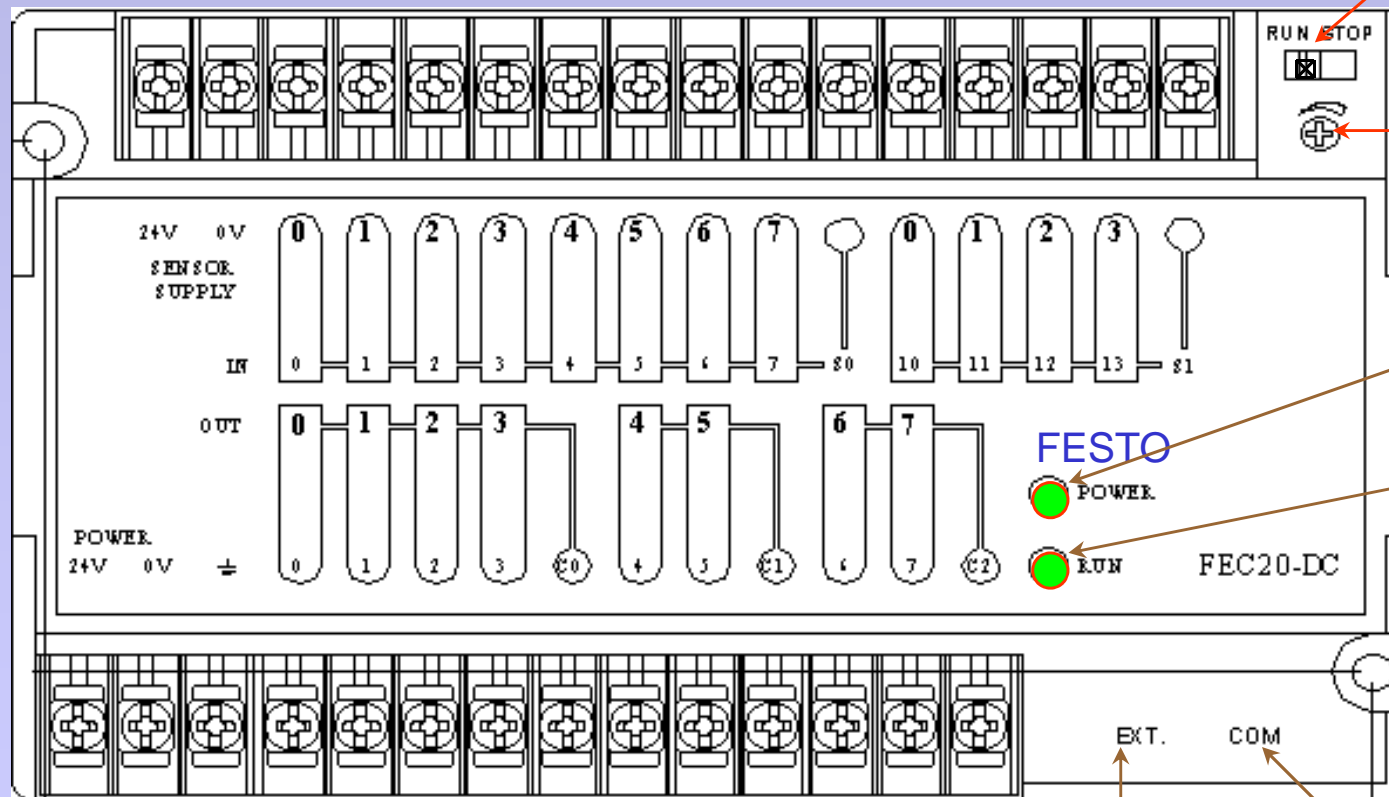 RUN STOP
24V 0V 0 1 2 3 4 5 6 7 0 1 2 3
SENSOR
SUPPLY
IN 0 1 2 3 4 5 6 7 S0 10 11 12 13 S1
OUT 0 1 2 3 4 5 6 7
FESTO
POWER
POWER
24V 0V 0 1 2 3 C0 4 5 C1 6 7 C2 RUN FEC20-DC
EXT. COM